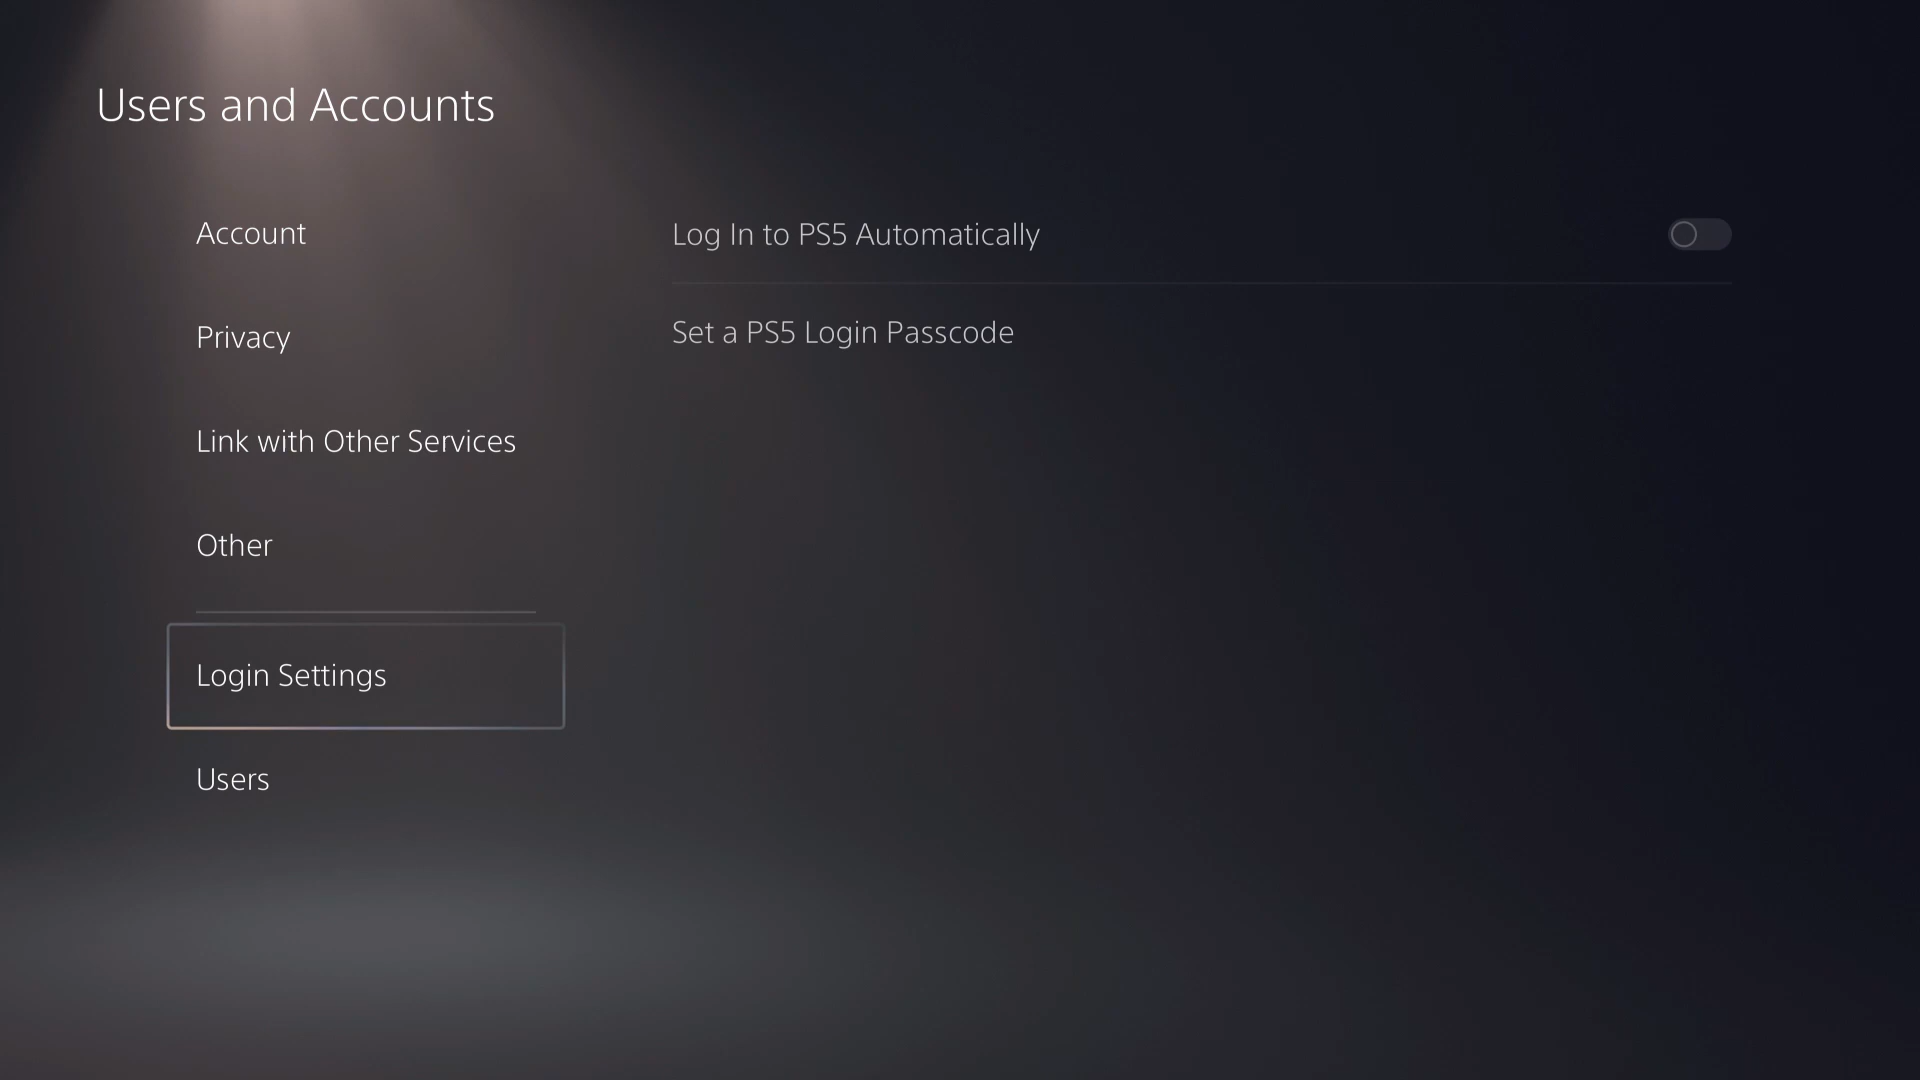 Users and Accounts
Account
Privacy
Link with Other Services
Other
Login Settings
Users
Log In to PS5 Automatically
Set a PS5 Login Passcode